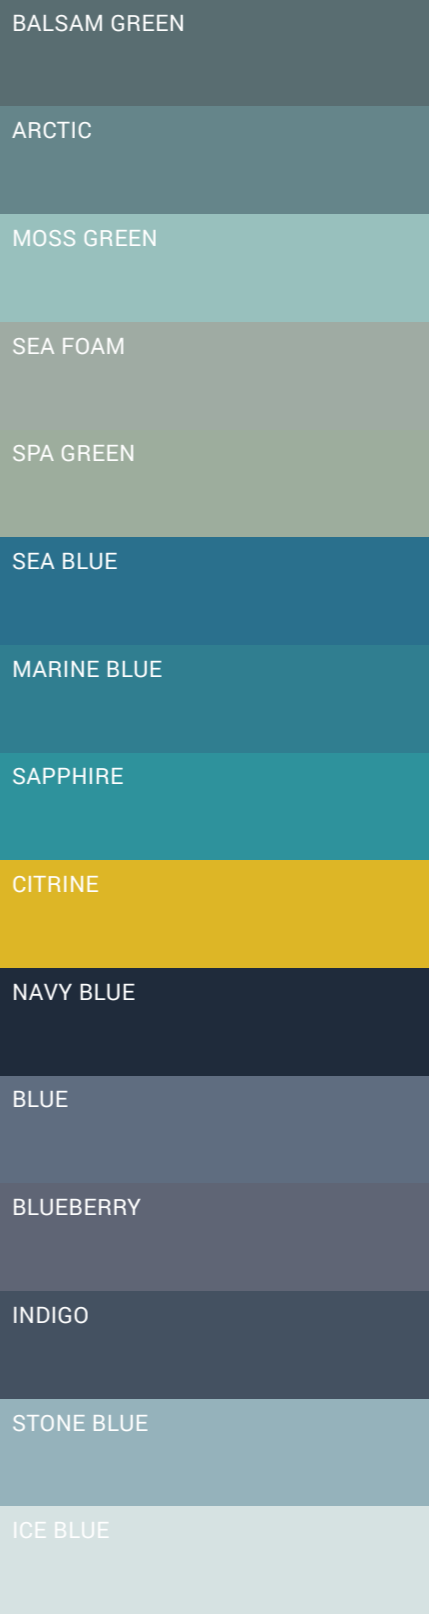 BALSAM GREEN
ARCTIC
MOSS GREEN
SEA FOAM
SPA GREEN
SEA BLUE
MARINE BLUE
SAPPHIRE
CITRINE
NAVY BLUE
BLUE
BLUEBERRY
INDIGO
STONE BLUE
ICE BLUE